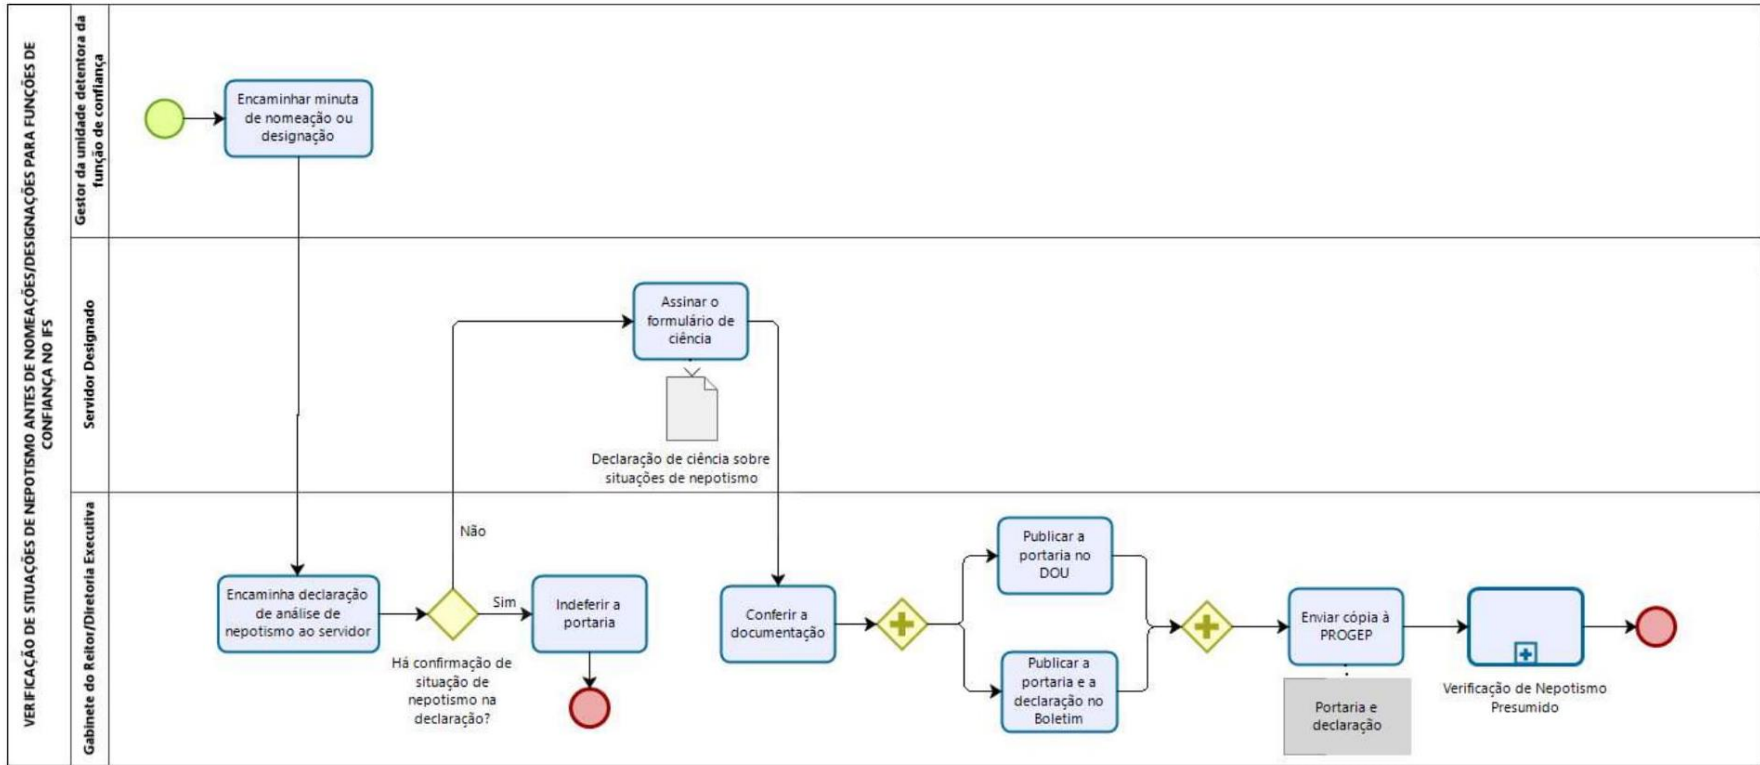 VERIFICAÇÃO DE SITUAÇÕES DE NEPOTISMO ANTES DE NOMEAÇÕES/DESIGNAÇÕES PARA FUNÇÕES DE
CONFIANÇA NO IFS
Gestor da unidade detentora da
função de confiança
Encaminhar minuta
de nomeação ou
designação
Servidor Designado
Assinar o
formulário de
ciência
Declaração de ciência sobre
situações de nepotismo
Gabinete do Reitor/Diretoria Executiva
Encaminha declaração
de análise de
nepotismo ao servidor
Não
Sim
Há confirmação de
situação de
nepotismo na
declaração?
Indeferir a
portaria
Conferir a
documentação
Publicar a
portaria no
DOU
Publicar a
portaria e a
declaração no
Boletim
Enviar cópia à
PROGEP
Portaria e
declaração
Verificação de Nepotismo
Presumido